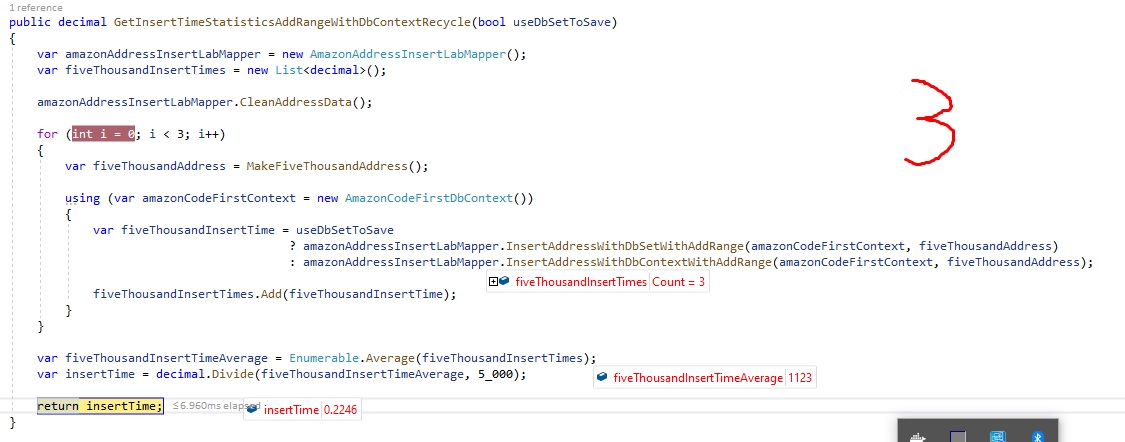 1 reference
public decimal GetInsertTimeStatisticsAddRangeWithDbContextRecycle(bool useDbSetToSave)
{
var amazonAddressInsertLabMapper = new AmazonAddressInsertLabMapper();
var fiveThousandInsertTimes = new List<decimal>();
amazonAddressInsertLabMapper.CleanAddressData();
for (int i = 0; i < 3; i++)
3
{
var fiveThousandAddress = MakeFiveThousandAddress();
using (var amazonCodeFirstContext = new AmazonCodeFirstDbContext())
{
var fiveThousandInsertTime = useDbSetToSave
? amazonAddressInsertLabMapper.InsertAddressWithDbSetWithAddRange(amazonCodeFirstContext, fiveThousandAddress)
: amazonAddressInsertLabMapper.InsertAddressWithDbContextWithAddRange(amazonCodeFirstContext, fiveThousandAddress);
fiveThousandInsertTimes Count = 3
fiveThousandInsertTimes.Add(fiveThousandInsertTime);
}
}
var fiveThousandInsertTimeAverage = Enumerable.Average(fiveThousandInsertTimes);
var insertTime = decimal.Divide(fiveThousandInsertTimeAverage, 5_000);
fiveThousandInsertTimeAverage 1123
return insertTime; ≤6.960ms elapsed
insertTime 0.2246
}